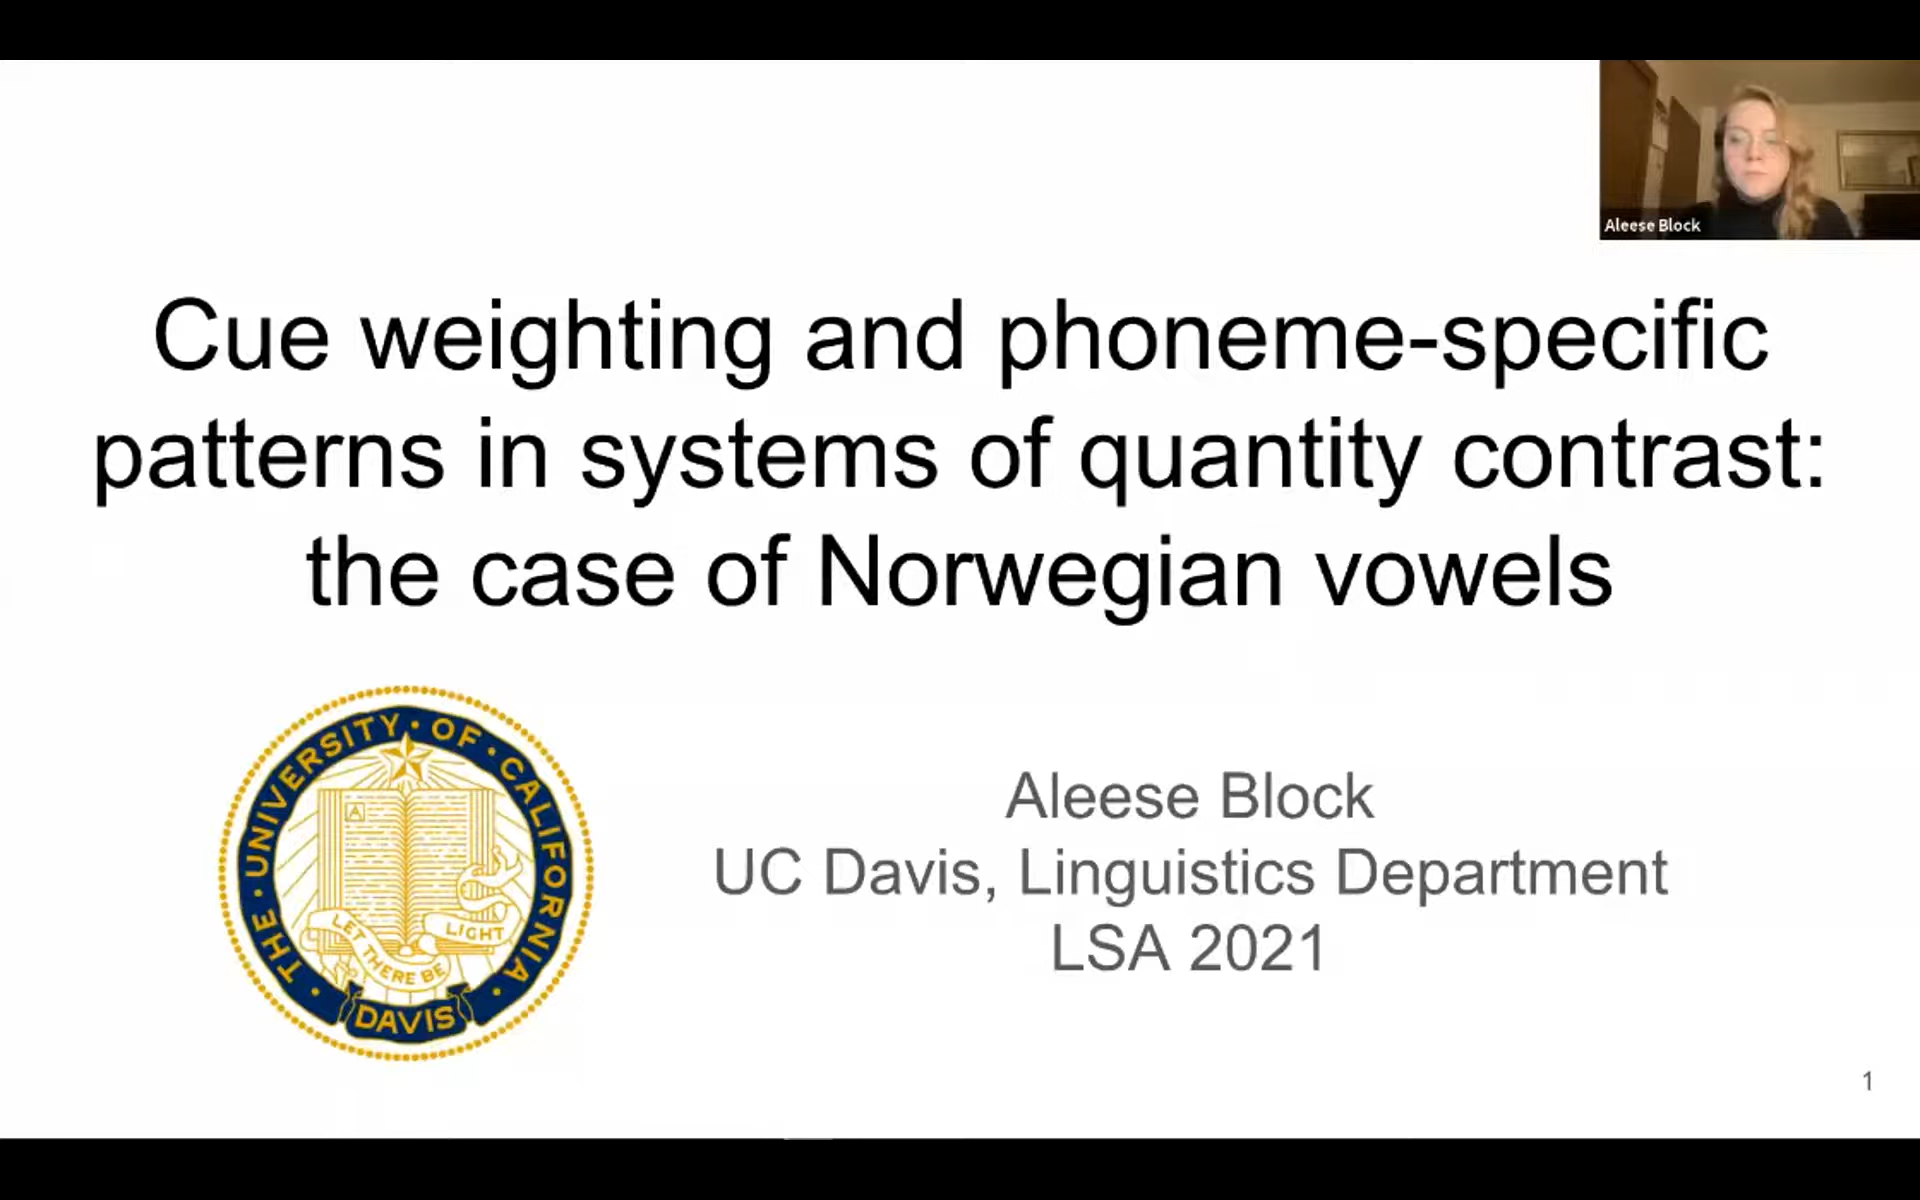 Aleese Block
Cue weighting and phoneme-specific
patterns in systems of quantity contrast:
the case of Norwegian vowels
THE · UNIVERSITY · OF · CALIFORNIA
A
LET THERE BE
LIGHT
DAVIS
Aleese Block
UC Davis, Linguistics Department
LSA 2021
1